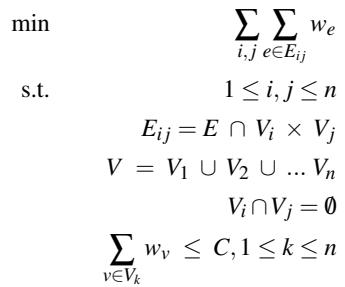 min ∑_{i,j} ∑_{e∈E_{ij}} w_e
s.t. 1 ≤ i, j ≤ n
E_{ij} = E ∩ V_i × V_j
V = V_1 ∪ V_2 ∪ ... V_n
V_i ∩ V_j = ∅
∑_{v∈V_k} w_v ≤ C, 1 ≤ k ≤ n